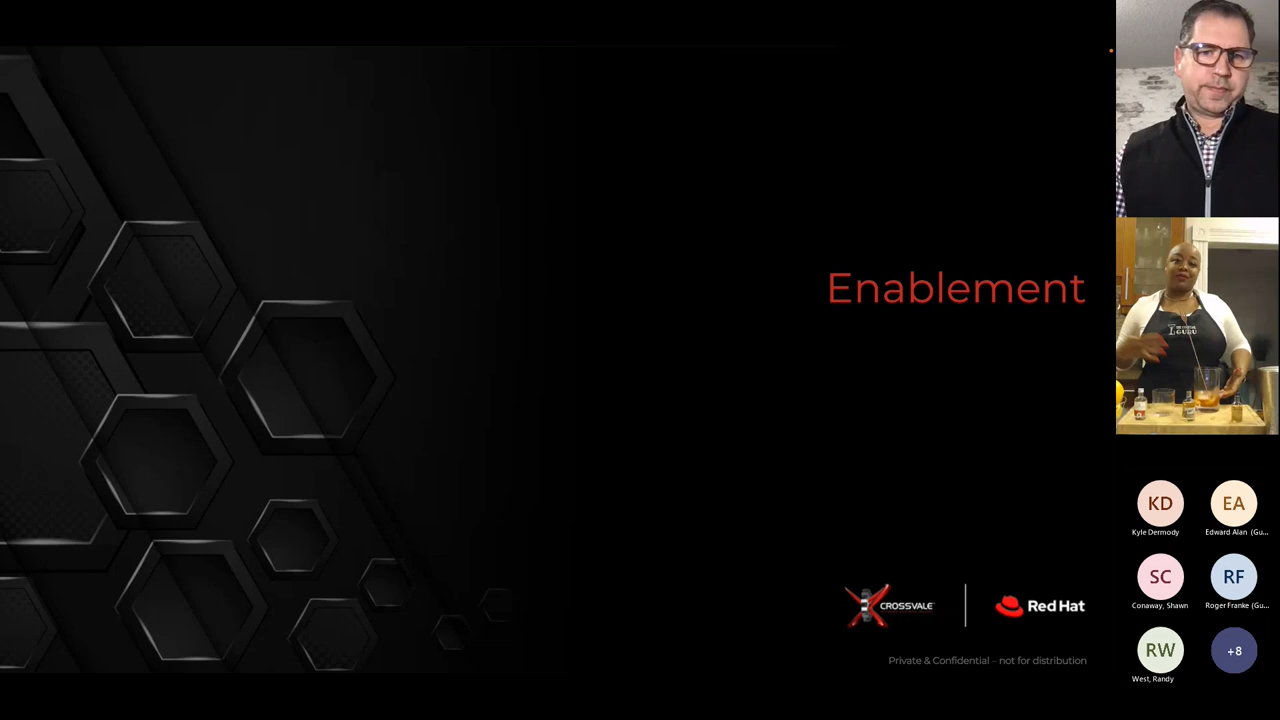 Enablement
CROSSVALE
Red Hat
Private & Confidential – not for distribution
GURU
KD
EA
Kyle Dermody
Edward Alan (Gu...
SC
RF
Conaway, Shawn
Roger Franke (Gu...
RW
+8
West, Randy